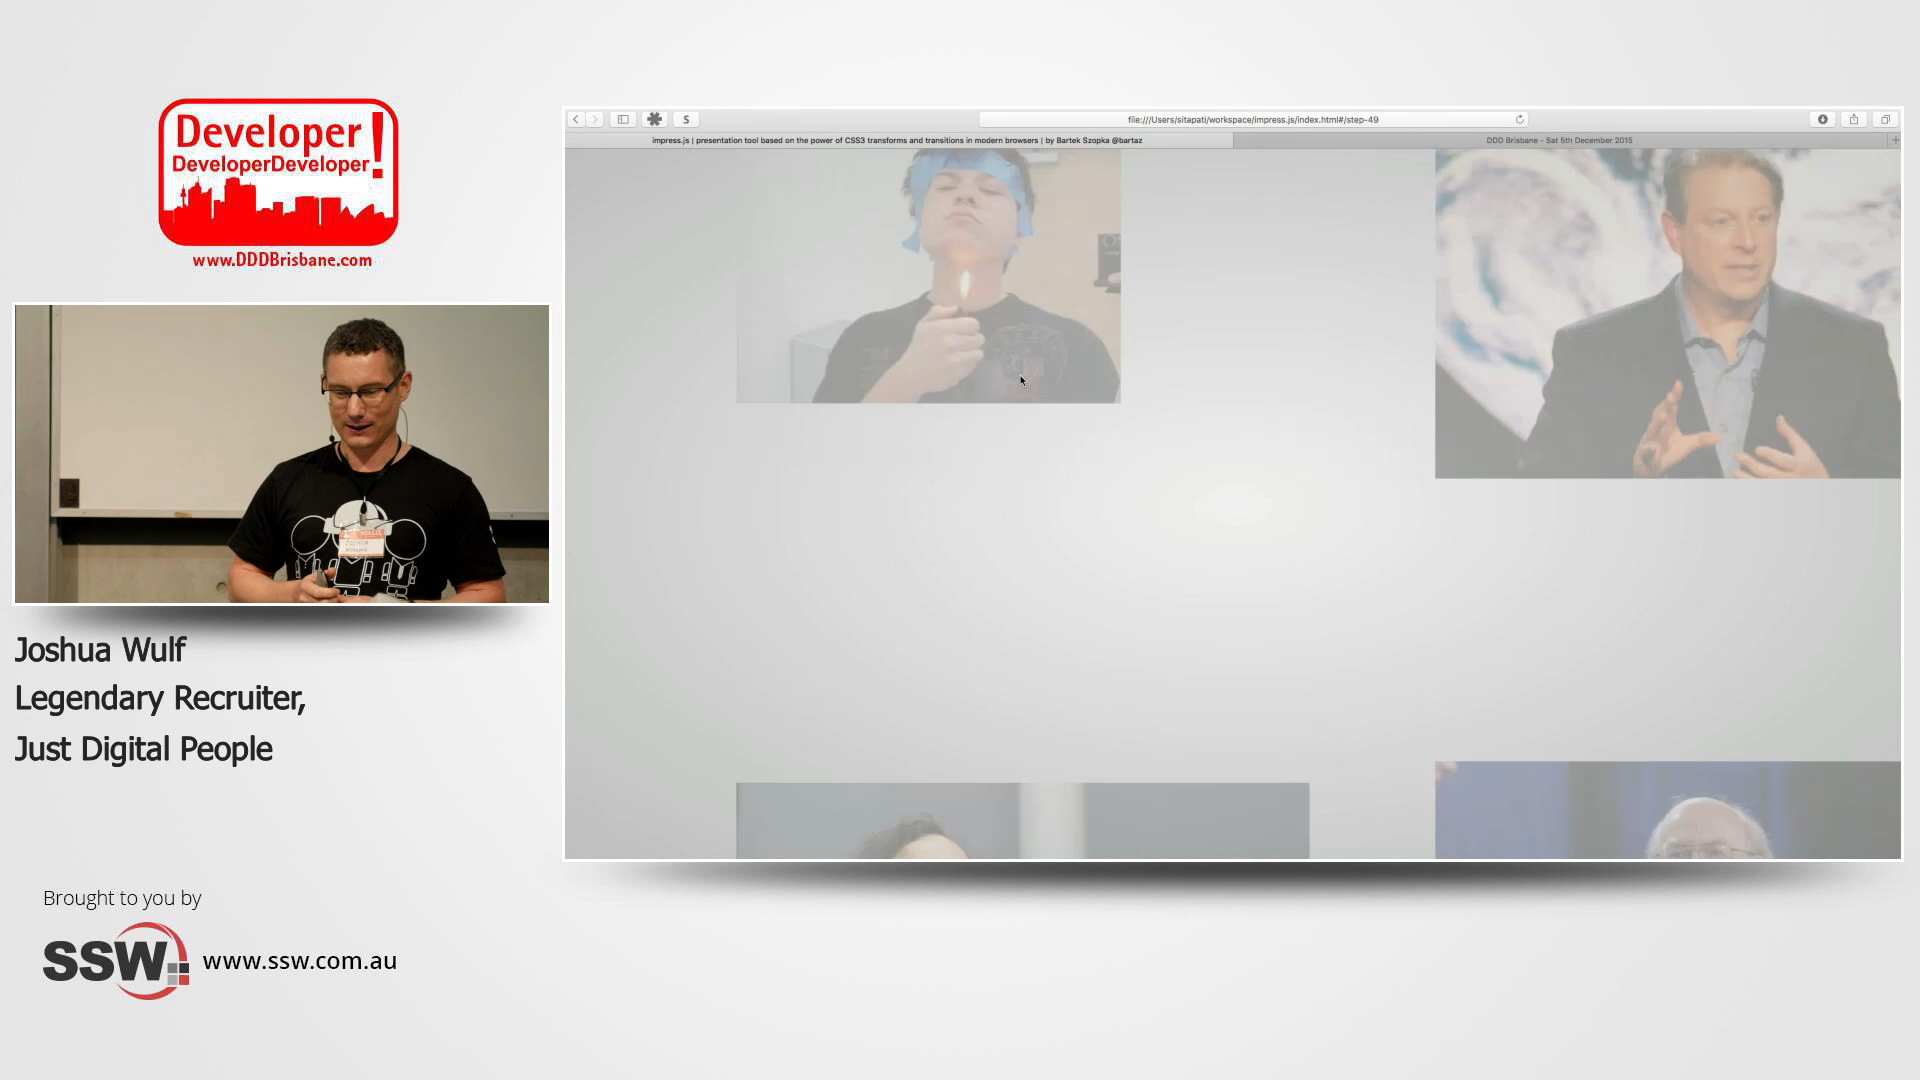 Developer!
DeveloperDeveloper
www.DDDBrisbane.com
S
file:///Users/sitapati/workspace/impress.js/index.html#/step-49
impress.js | presentation tool based on the power of CSS3 transforms and transitions in modern browsers | by Bartek Szopka @bartaz
DDD Brisbane - Sat 5th December 2015
HELLO
JOSHUA
Joshua Wulf
Legendary Recruiter,
Just Digital People
Brought to you by
SSW
www.ssw.com.au